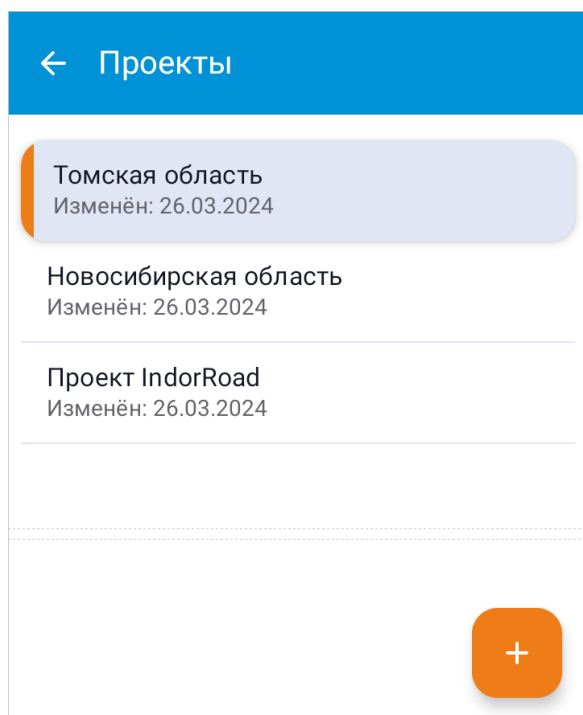 Проекты
Томская область
Изменён: 26.03.2024
Новосибирская область
Изменён: 26.03.2024
Проект IndorRoad
Изменён: 26.03.2024